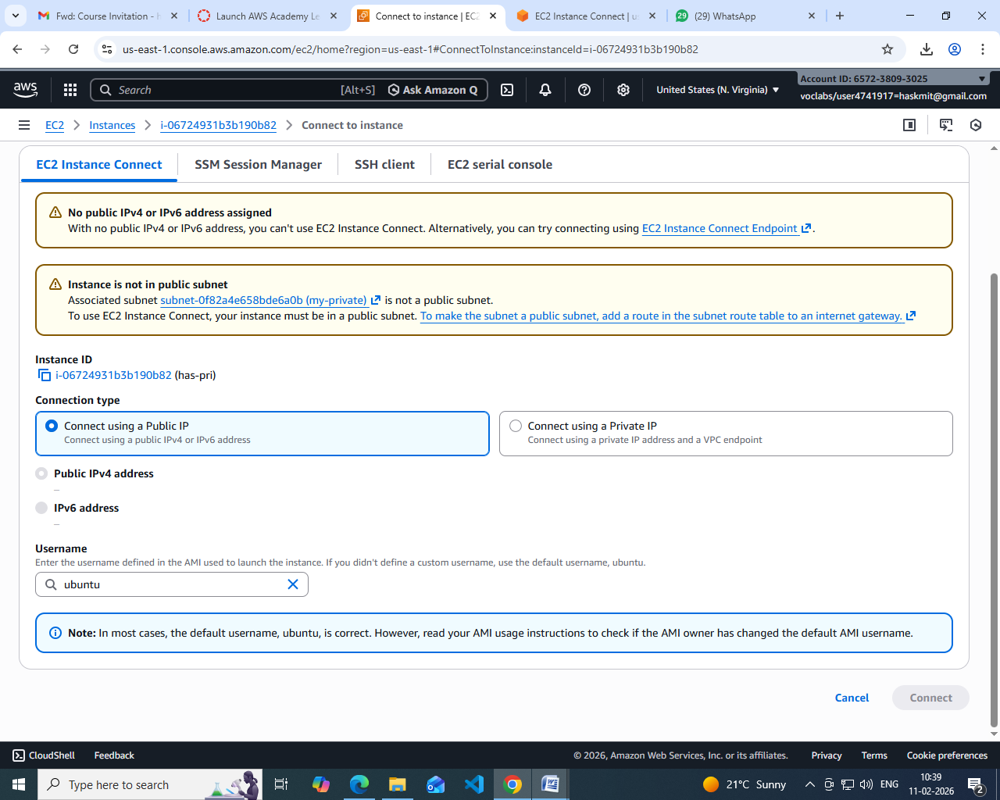 Fwd: Course Invitation - h
Launch AWS Academy Le
Connect to instance | EC2
EC2 Instance Connect | us
29
(29) WhatsApp
us-east-1.console.aws.amazon.com/ec2/home?region=us-east-1#ConnectToInstance:instanceId=i-06724931b3b190b82
aws
Search
[Alt+S]
Ask Amazon Q
United States (N. Virginia)
Account ID: 6572-3809-3025
voclabs/user4741917=haskmit@gmail.com
EC2
Instances
i-06724931b3b190b82
Connect to instance
EC2 Instance Connect
SSM Session Manager
SSH client
EC2 serial console
No public IPv4 or IPv6 address assigned
With no public IPv4 or IPv6 address, you can't use EC2 Instance Connect. Alternatively, you can try connecting using EC2 Instance Connect Endpoint.
Instance is not in public subnet
Associated subnet subnet-0f82a4e658bde6a0b (my-private) is not a public subnet.
To use EC2 Instance Connect, your instance must be in a public subnet. To make the subnet a public subnet, add a route in the subnet route table to an internet gateway.
Instance ID
i-06724931b3b190b82 (has-pri)
Connection type
Connect using a Public IP
Connect using a public IPv4 or IPv6 address
Connect using a Private IP
Connect using a private IP address and a VPC endpoint
Public IPv4 address
–
IPv6 address
–
Username
Enter the username defined in the AMI used to launch the instance. If you didn't define a custom username, use the default username, ubuntu.
ubuntu
Note: In most cases, the default username, ubuntu, is correct. However, read your AMI usage instructions to check if the AMI owner has changed the default AMI username.
Cancel
Connect
CloudShell
Feedback
© 2026, Amazon Web Services, Inc. or its affiliates.
Privacy
Terms
Cookie preferences
Type here to search
21°C Sunny
ENG
10:39
11-02-2026
2